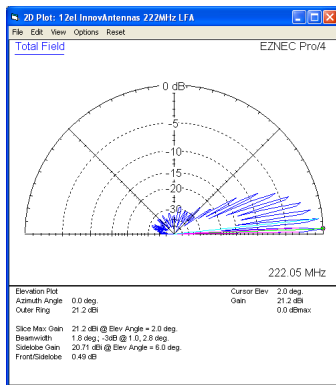 2D Plot: 12el InnovAntennas 222MHz LFA
File Edit View Options Reset
Total Field EZNEC Pro/4
0 dB
-5
-10
-15
-20
-30
222.05 MHz
Elevation Plot Cursor Elev 2.0 deg.
Azimuth Angle 0.0 deg. Gain 21.2 dBi
Outer Ring 21.2 dBi 0.0 dBmax
Slice Max Gain 21.2 dBi @ Elev Angle = 2.0 deg.
Beamwidth 1.8 deg.; -3dB @ 1.0, 2.8 deg.
Sidelobe Gain 20.71 dBi @ Elev Angle = 6.0 deg.
Front/Sidelobe 0.49 dB